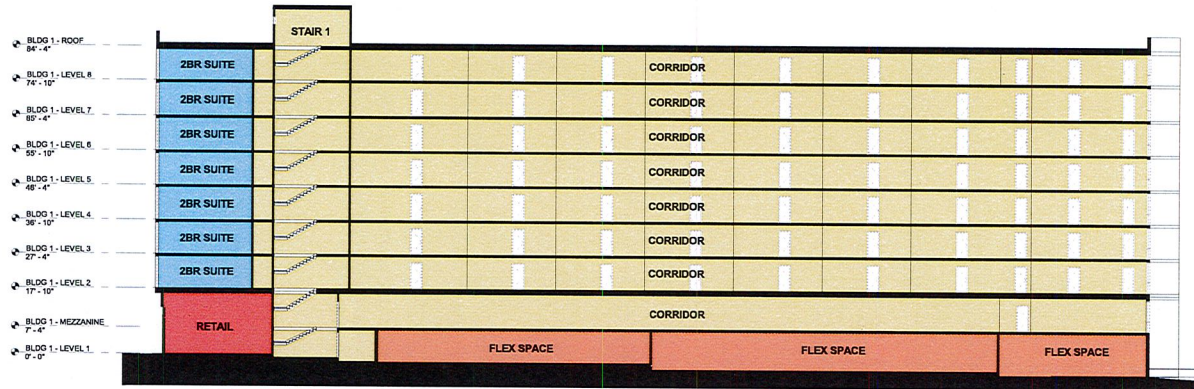 STAIR 1
BLDG 1 - ROOF
84' - 4"
2BR SUITE
CORRIDOR
BLDG 1 - LEVEL 8
74' - 10"
2BR SUITE
CORRIDOR
BLDG 1 - LEVEL 7
65' - 4"
2BR SUITE
CORRIDOR
BLDG 1 - LEVEL 6
55' - 10"
2BR SUITE
CORRIDOR
BLDG 1 - LEVEL 5
46' - 4"
2BR SUITE
CORRIDOR
BLDG 1 - LEVEL 4
36' - 10"
2BR SUITE
CORRIDOR
BLDG 1 - LEVEL 3
27' - 4"
2BR SUITE
CORRIDOR
BLDG 1 - LEVEL 2
17' - 10"
RETAIL
CORRIDOR
BLDG 1 - MEZZANINE
7' - 4"
BLDG 1 - LEVEL 1
0' - 0"
FLEX SPACE
FLEX SPACE
FLEX SPACE